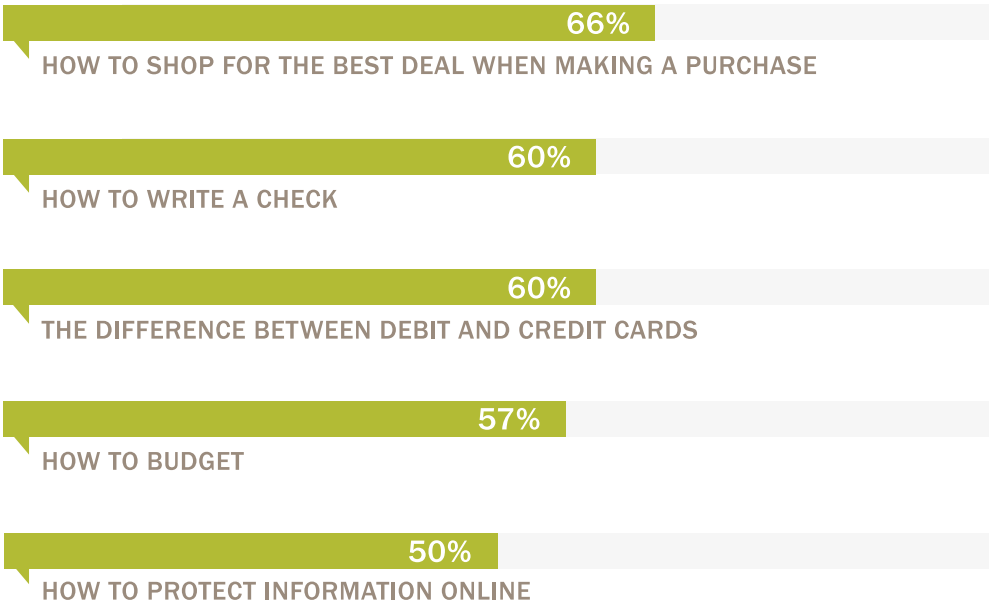 66%
HOW TO SHOP FOR THE BEST DEAL WHEN MAKING A PURCHASE
60%
HOW TO WRITE A CHECK
60%
THE DIFFERENCE BETWEEN DEBIT AND CREDIT CARDS
57%
HOW TO BUDGET
50%
HOW TO PROTECT INFORMATION ONLINE